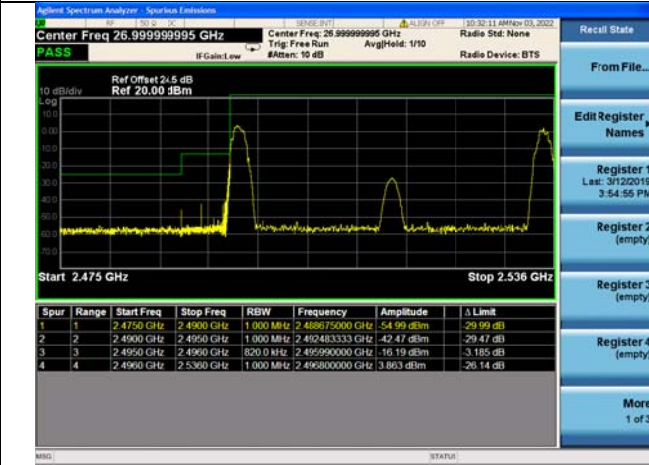 Agilent Spectrum Analyzer - Spurious Emissions
RF 50 Ω DC SENSE:INT ALIGN OFF 10:32:11 AM Nov 03, 2022
Center Freq 26.999999995 GHz
Center Freq: 26.999999995 GHz
Radio Std: None
PASS
IFGain:Low
Trig: Free Run Avg|Hold: 1/10
#Atten: 10 dB
Radio Device: BTS
Ref Offset 24.5 dB
10 dB/div Ref 20.00 dBm
Log
10.0
0.00
10.0
20.0
30.0
40.0
50.0
60.0
70.0
Start 2.475 GHz Stop 2.536 GHz
Spur Range Start Freq Stop Freq RBW Frequency Amplitude Δ Limit
1 1 2.4750 GHz 2.4900 GHz 1.000 MHz 2.488675000 GHz -54.99 dBm -29.99 dB
2 2 2.4900 GHz 2.4950 GHz 1.000 MHz 2.492483333 GHz -42.47 dBm -29.47 dB
3 3 2.4950 GHz 2.4960 GHz 820.0 kHz 2.495990000 GHz -16.19 dBm -3.185 dB
4 4 2.4960 GHz 2.5360 GHz 1.000 MHz 2.496800000 GHz 3.863 dBm -26.14 dB
MSG STATUS
Recall State
From File...
Edit Register
Names
Register 1
Last: 3/12/2019
3:54:55 PM
Register 2
(empty)
Register 3
(empty)
Register 4
(empty)
More
1 of 3